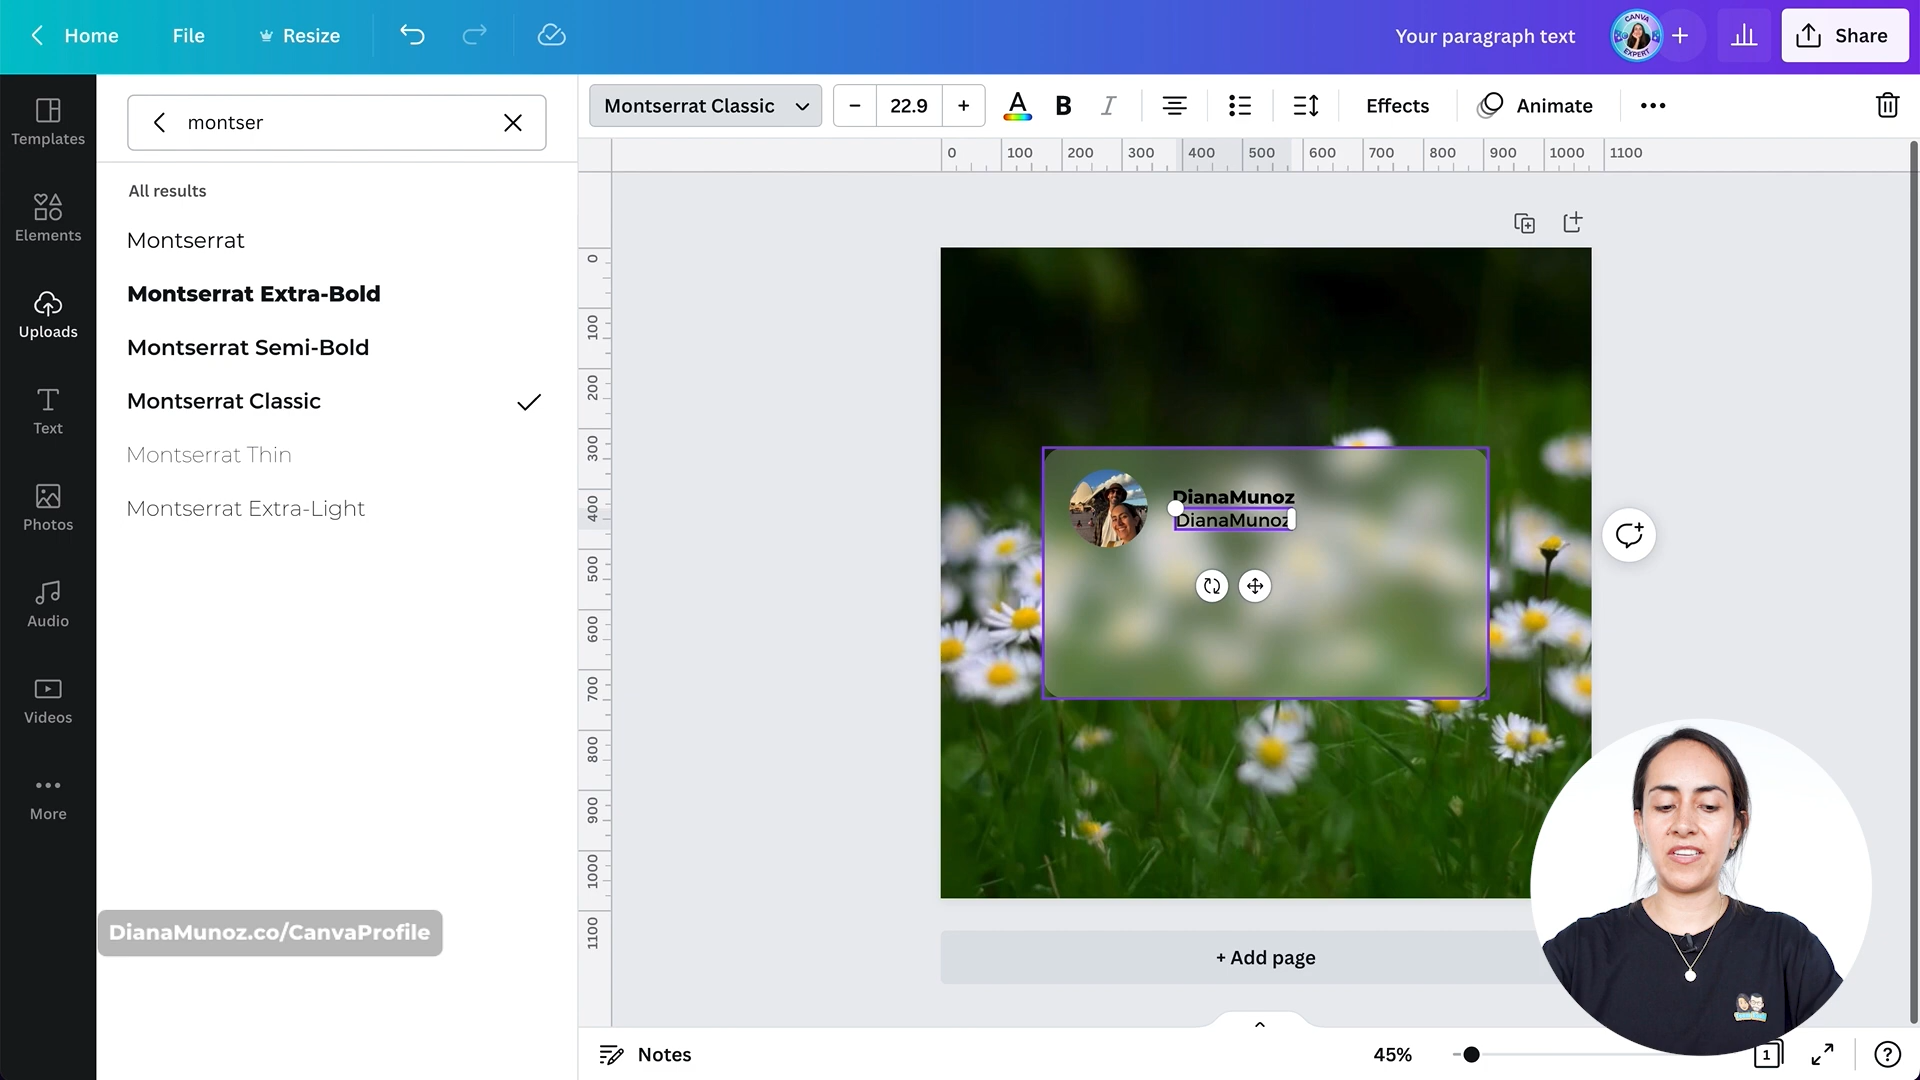 Home File Resize Your paragraph text CANVA EXPERT Share
Montserrat Classic 22.9 A B I Effects Animate
montser
Templates
Elements
Uploads
Text
Photos
Audio
Videos
More
All results
Montserrat
Montserrat Extra-Bold
Montserrat Semi-Bold
Montserrat Classic
Montserrat Thin
Montserrat Extra-Light
DianaMunoz.co/CanvaProfile
0 100 200 300 400 500 600 700 800 900 1000 1100
0 100 200 300 400 500 600 700 800 900 1000 1100
DianaMunoz
DianaMunoz
+ Add page
Notes 45% 1 ?